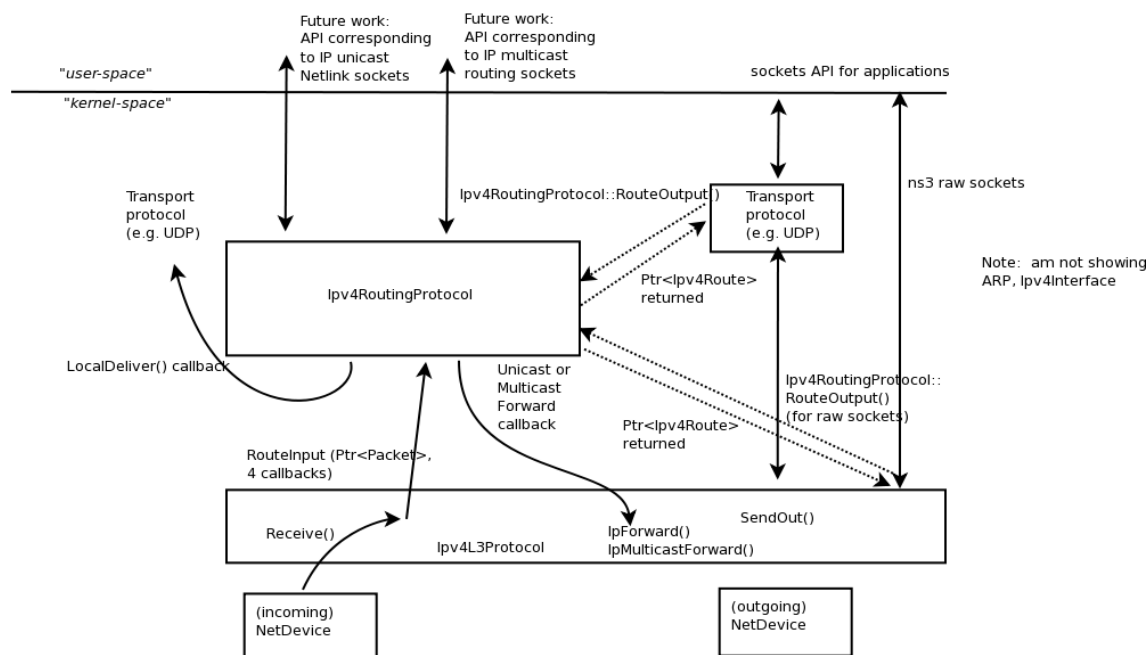 Future work:
API corresponding
to IP unicast
Netlink sockets
Future work:
API corresponding
to IP multicast
routing sockets
"user-space"
sockets API for applications
"kernel-space"
Transport
protocol
(e.g. UDP)
Ipv4RoutingProtocol::RouteOutput()
Transport
protocol
(e.g. UDP)
ns3 raw sockets
Note:  am not showing
ARP, Ipv4Interface
Ipv4RoutingProtocol
Ptr<Ipv4Route>
returned
LocalDeliver() callback
Unicast or
Multicast
Forward
callback
Ipv4RoutingProtocol::
RouteOutput()
(for raw sockets)
Ptr<Ipv4Route>
returned
RouteInput (Ptr<Packet>,
4 callbacks)
Receive()
Ipv4L3Protocol
IpForward()
IpMulticastForward()
SendOut()
(incoming)
NetDevice
(outgoing)
NetDevice